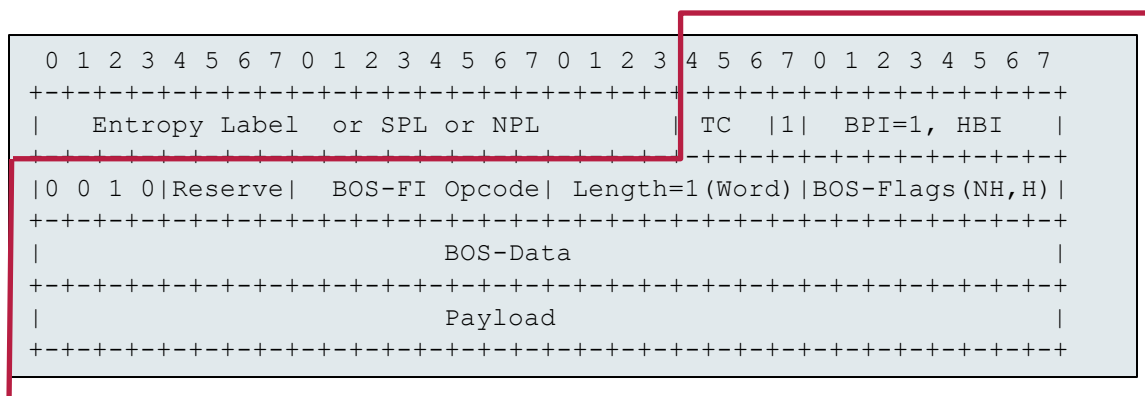 0 1 2 3 4 5 6 7 0 1 2 3 4 5 6 7 0 1 2 3 4 5 6 7 0 1 2 3 4 5 6 7
+-+-+-+-+-+-+-+-+-+-+-+-+-+-+-+-+-+-+-+-+-+-+-+-+-+-+-+-+-+-+-+-+
|   Entropy Label  or SPL or NPL        | TC  |1|  BPI=1, HBI   |
+-+-+-+-+-+-+-+-+-+-+-+-+-+-+-+-+-+-+-+-+-+-+-+-+-+-+-+-+-+-+-+-+
|0 0 1 0|Reserve|  BOS-FI Opcode| Length=1(Word)|BOS-Flags(NH,H)|
+-+-+-+-+-+-+-+-+-+-+-+-+-+-+-+-+-+-+-+-+-+-+-+-+-+-+-+-+-+-+-+-+
|                         BOS-Data                              |
+-+-+-+-+-+-+-+-+-+-+-+-+-+-+-+-+-+-+-+-+-+-+-+-+-+-+-+-+-+-+-+-+
|                         Payload                               |
+-+-+-+-+-+-+-+-+-+-+-+-+-+-+-+-+-+-+-+-+-+-+-+-+-+-+-+-+-+-+-+-+